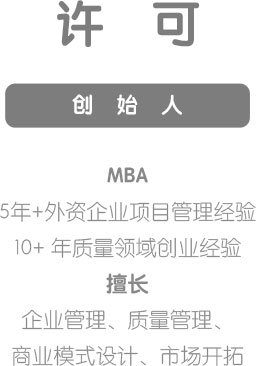 许 可
创 始 人
MBA
5年+外资企业项目管理经验
10+ 年质量领域创业经验
擅长
企业管理、质量管理、
商业模式设计、市场开拓